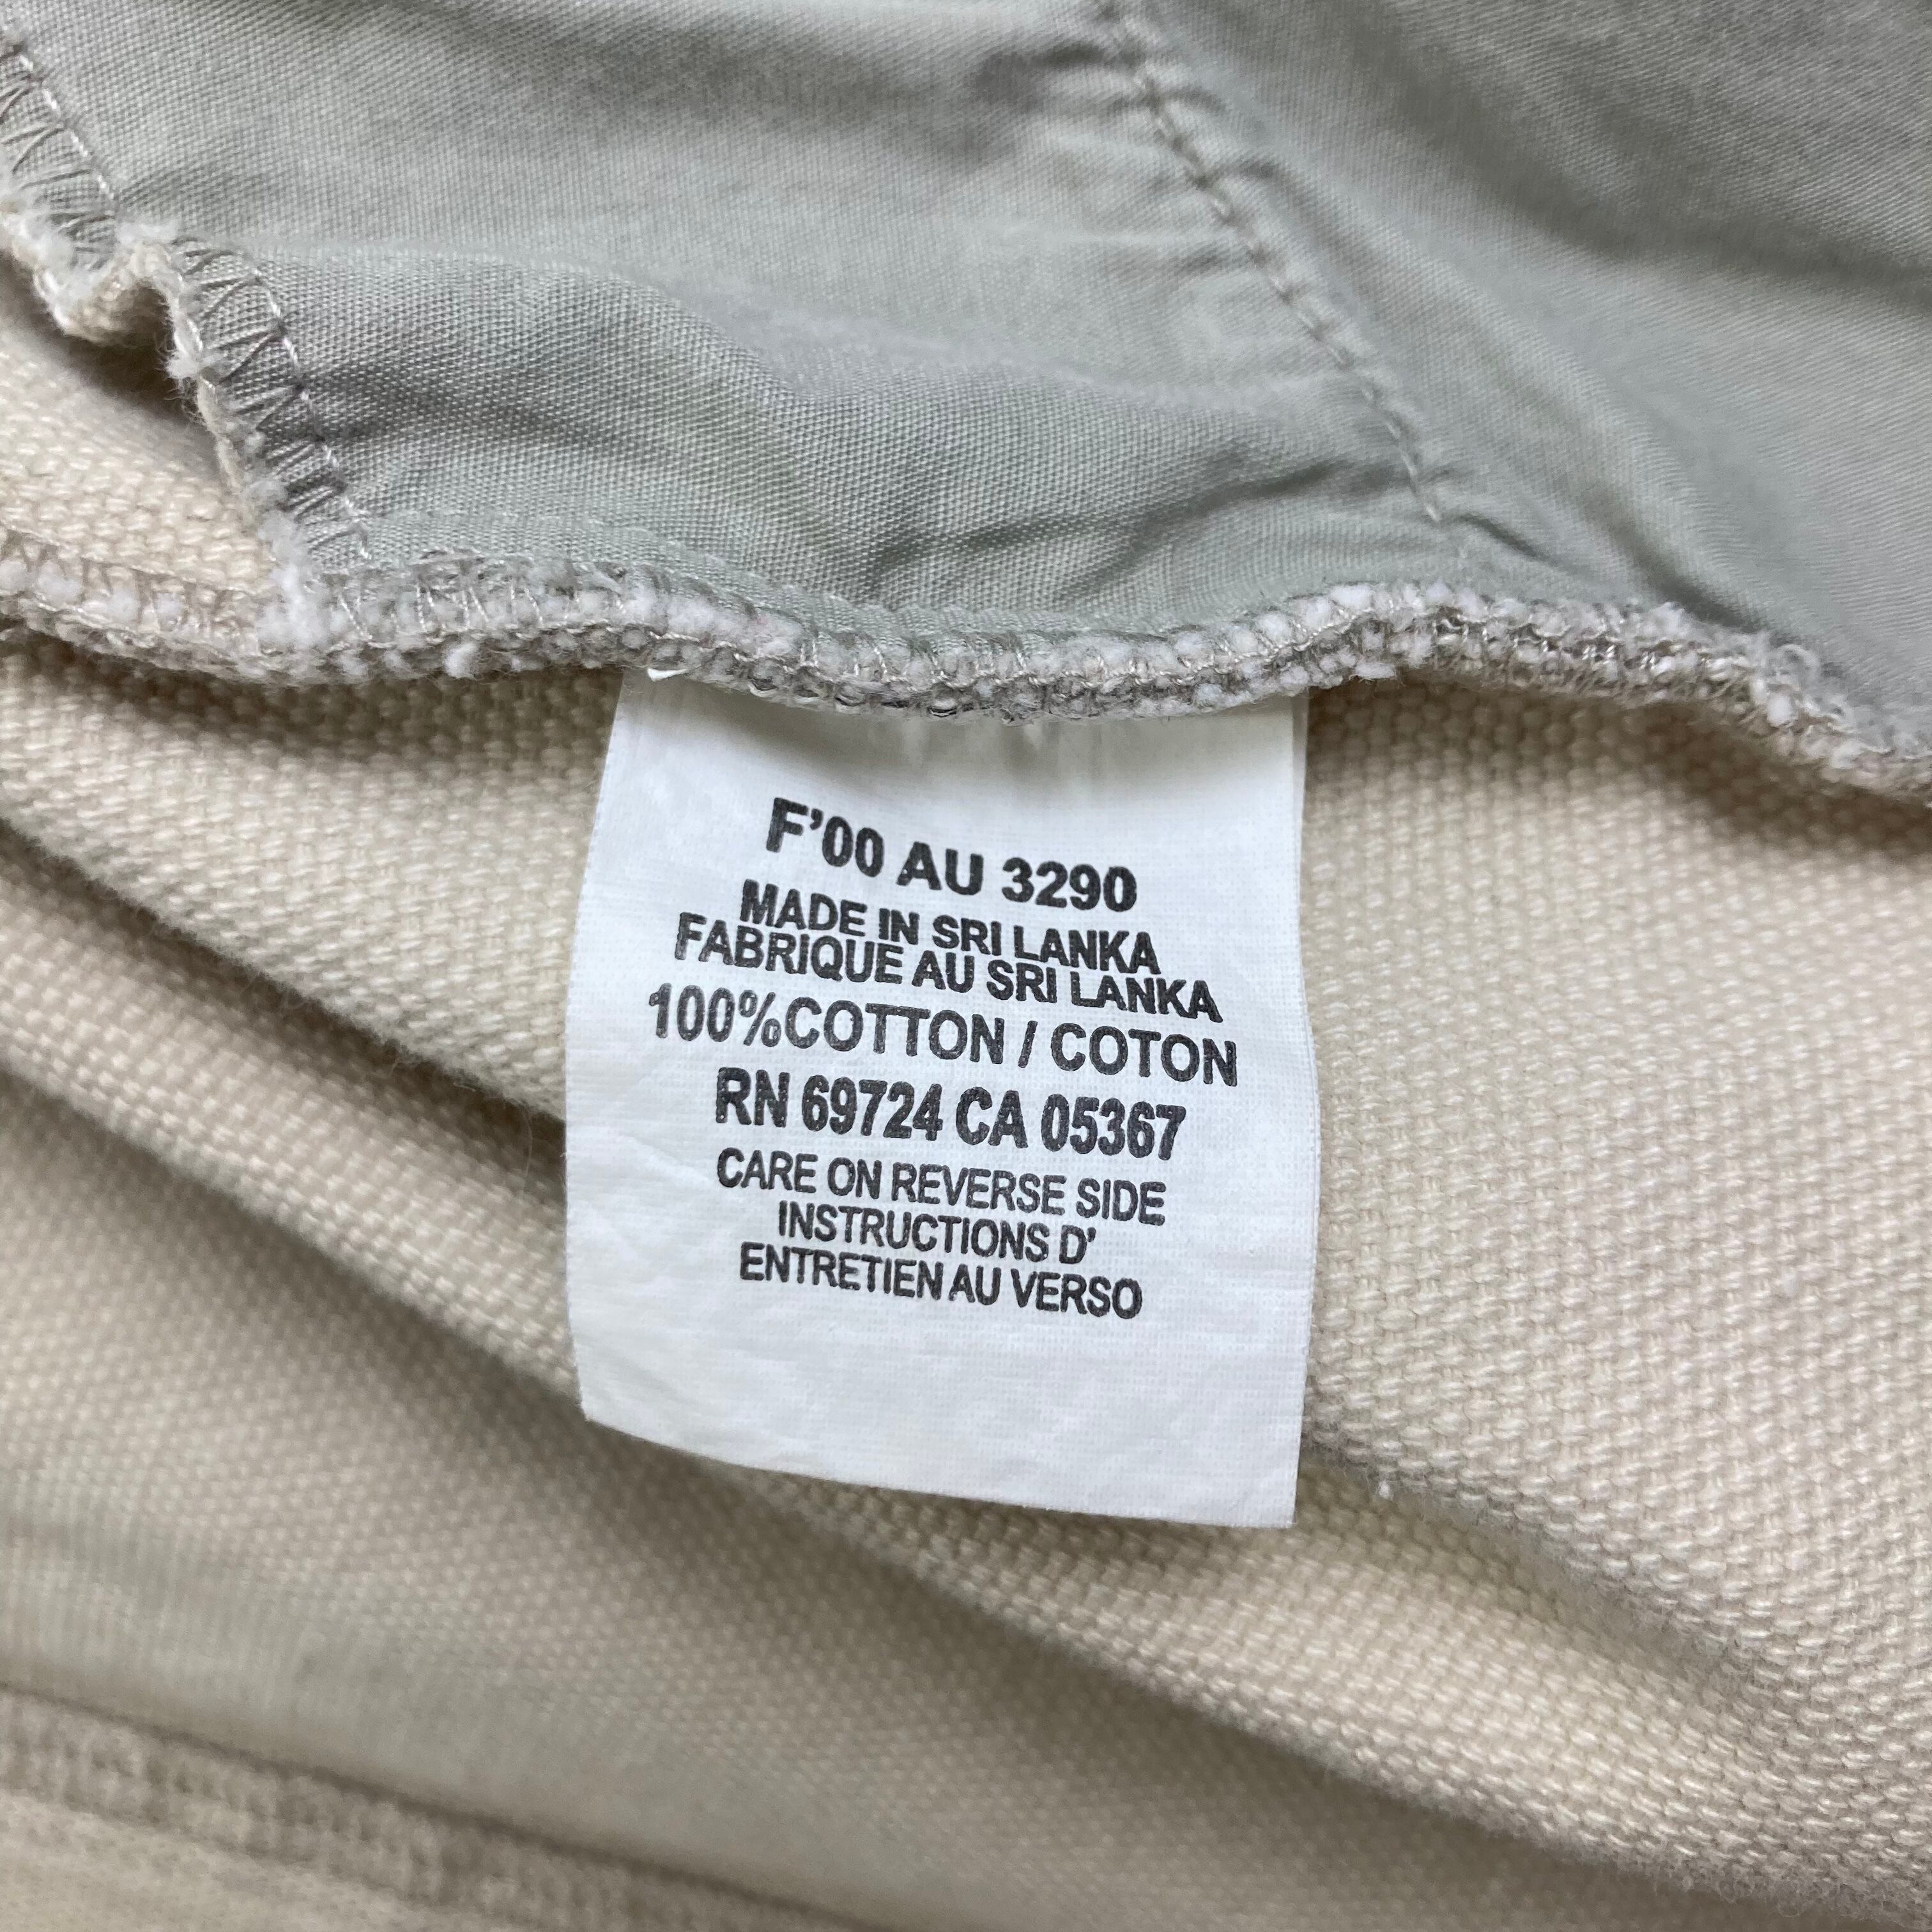 F'00 AU 3290
MADE IN SRI LANKA
FABRIQUE AU SRI LANKA
100%COTTON / COTON
RN 69724 CA 05367
CARE ON REVERSE SIDE
INSTRUCTIONS D'
ENTRETIEN AU VERSO